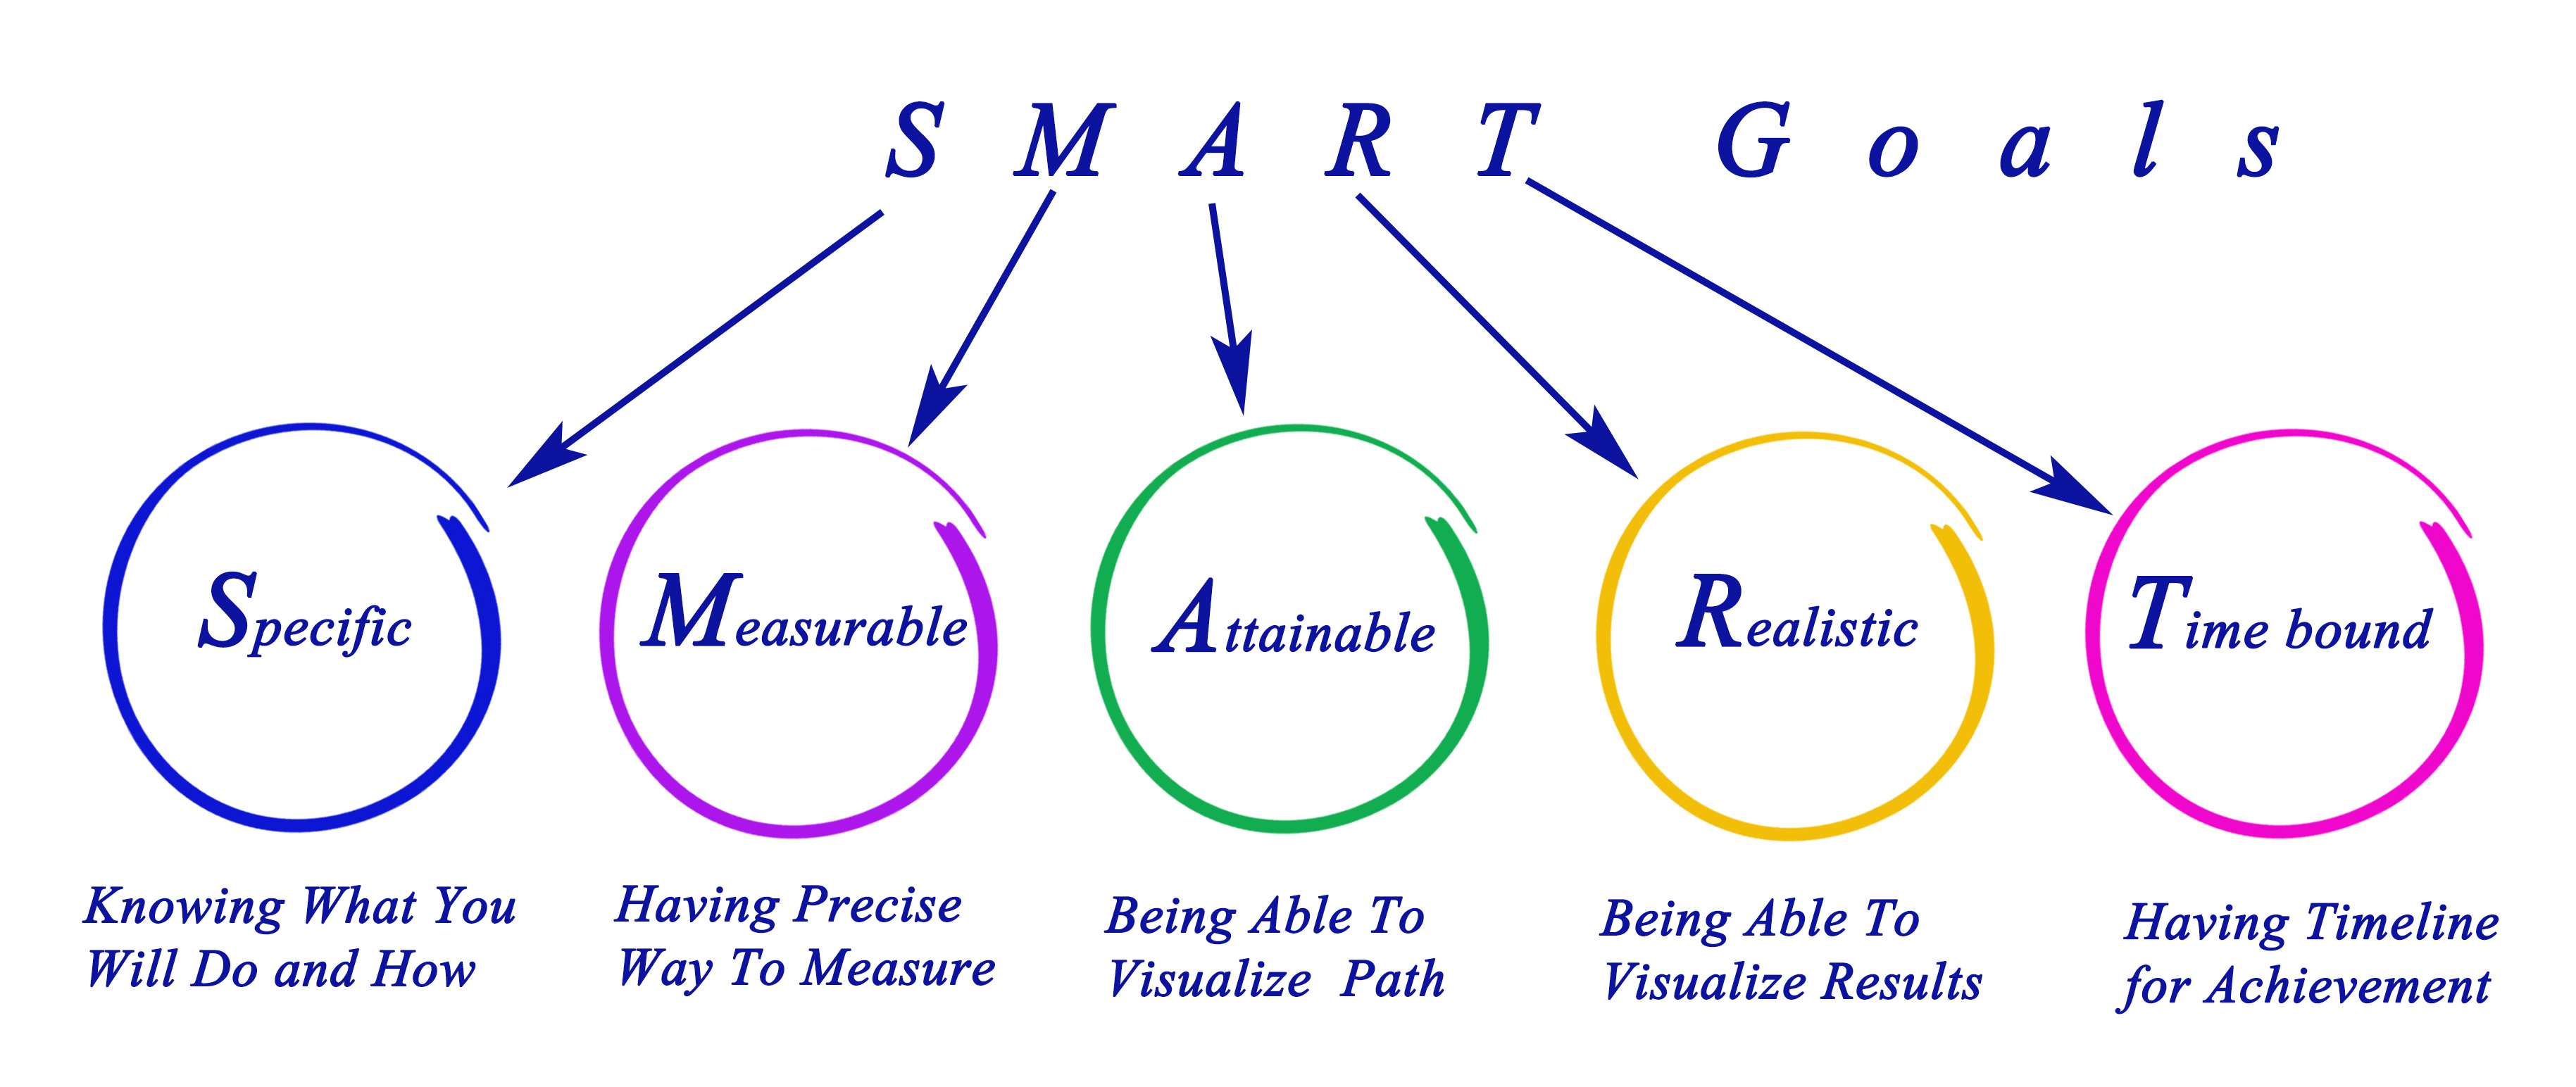 SMART Goals
Specific
Measurable
Attainable
Realistic
Time bound
Knowing What You
Will Do and How
Having Precise
Way To Measure
Being Able To
Visualize Path
Being Able To
Visualize Results
Having Timeline
for Achievement